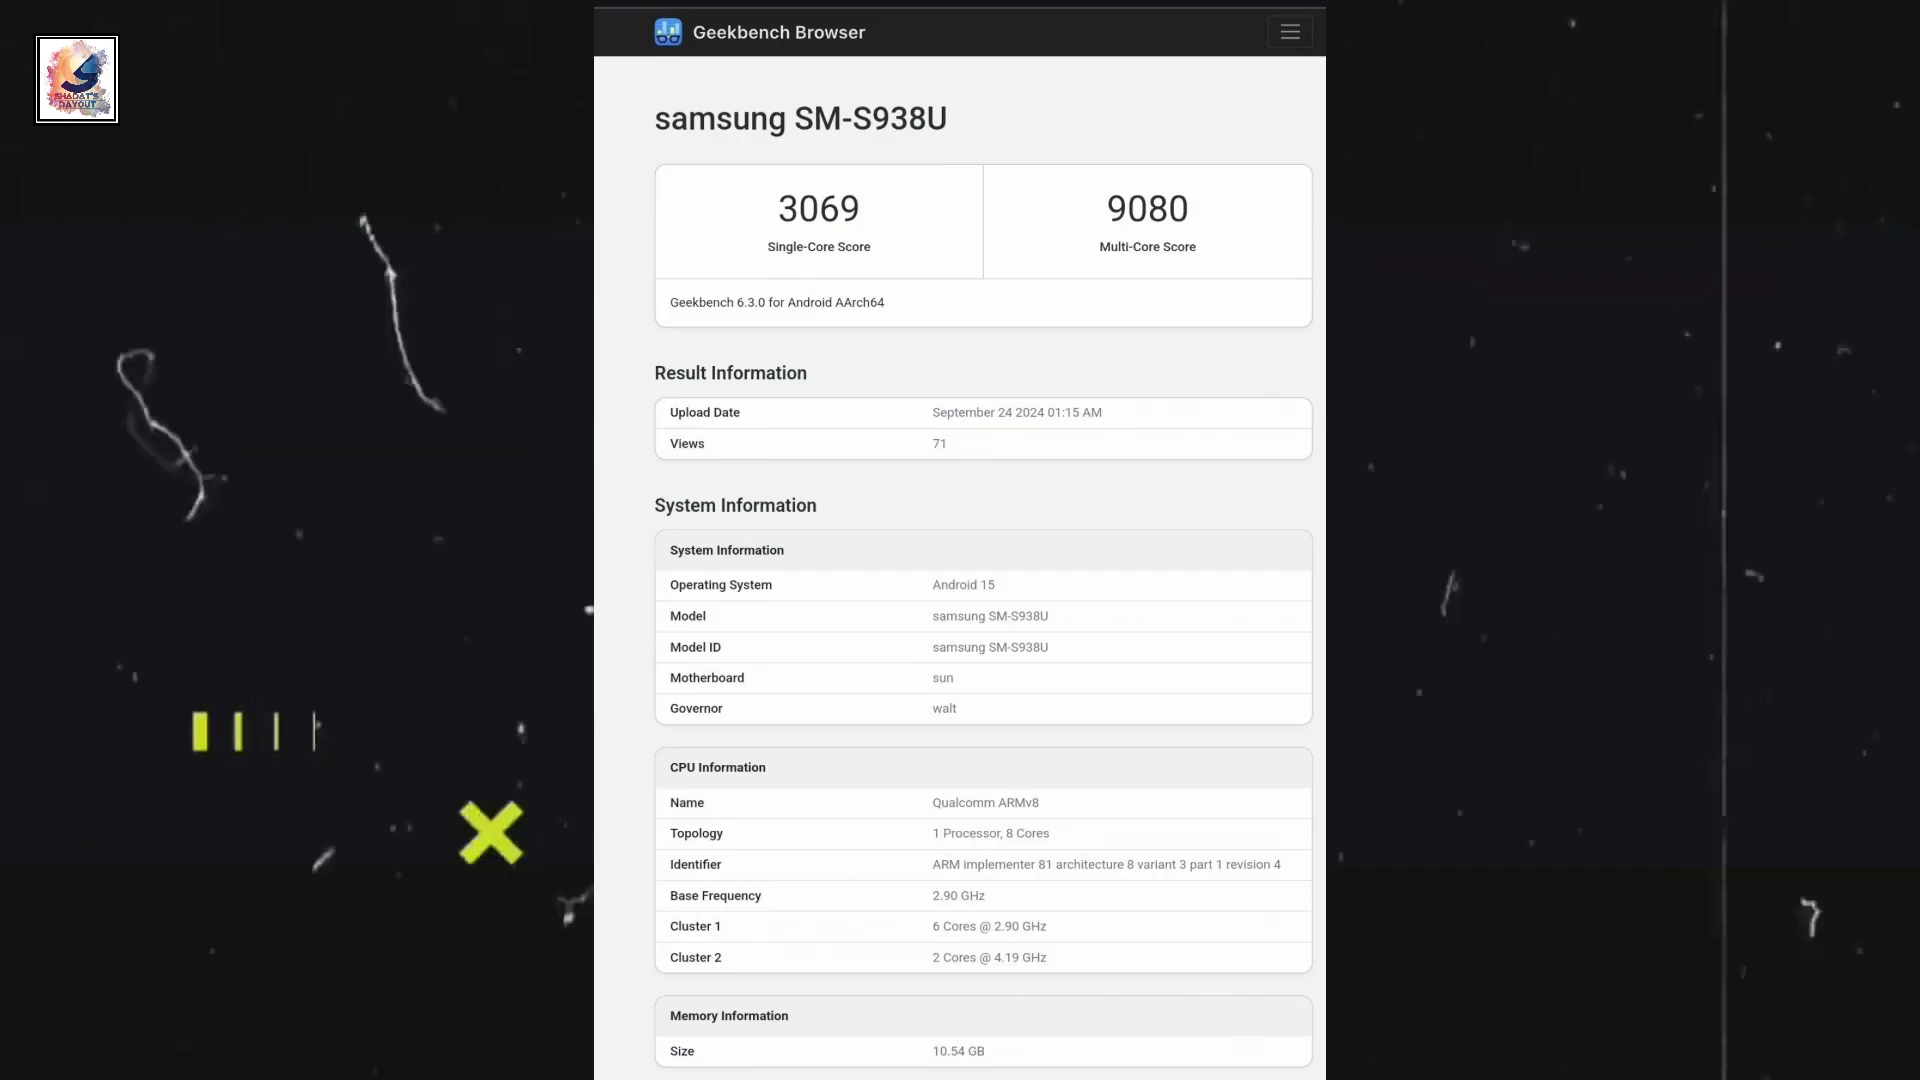 SHADAT'S
DAYOUT
Geekbench Browser
samsung SM-S938U
3069
Single-Core Score
9080
Multi-Core Score
Geekbench 6.3.0 for Android AArch64
Result Information
Upload Date September 24 2024 01:15 AM
Views 71
System Information
System Information
Operating System Android 15
Model samsung SM-S938U
Model ID samsung SM-S938U
Motherboard sun
Governor walt
CPU Information
Name Qualcomm ARMv8
Topology 1 Processor, 8 Cores
Identifier ARM implementer 81 architecture 8 variant 3 part 1 revision 4
Base Frequency 2.90 GHz
Cluster 1 6 Cores @ 2.90 GHz
Cluster 2 2 Cores @ 4.19 GHz
Memory Information
Size 10.54 GB